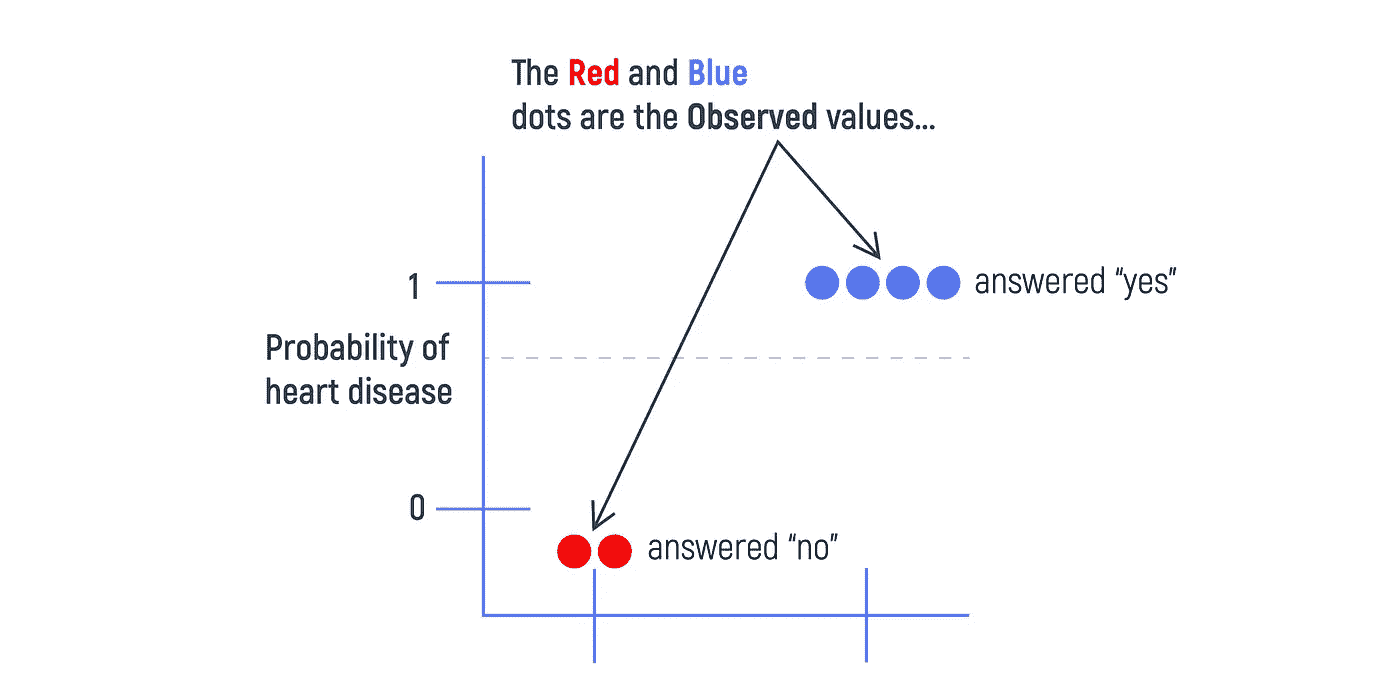 The Red and Blue
dots are the Observed values...
1
answered “yes”
Probability of
heart disease
0
answered “no”